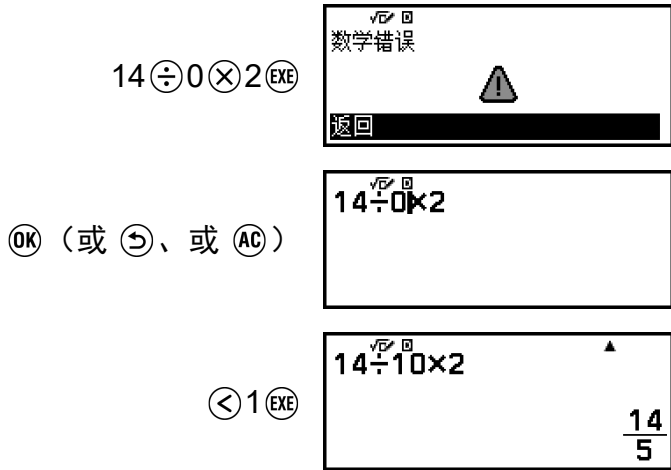 14÷0×2EXE
√▱/ D
数学错误
返回
OK（或 ↶、或 AC）
√▱/ D
14÷0×2
<1EXE
√▱/ D ▲
14÷10×2
14
5